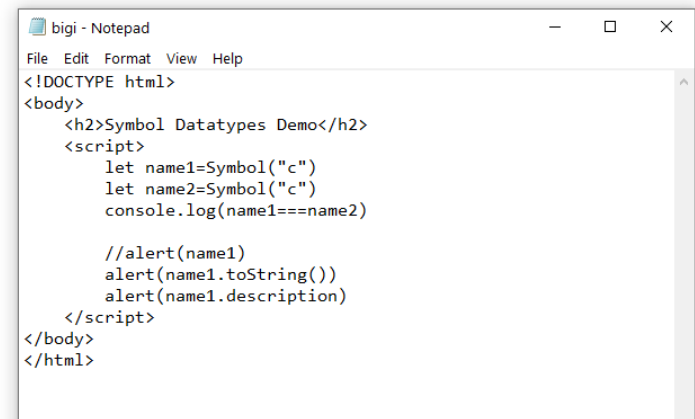 bigi - Notepad
File Edit Format View Help
<!DOCTYPE html>
<body>
    <h2>Symbol Datatypes Demo</h2>
    <script>
        let name1=Symbol("c")
        let name2=Symbol("c")
        console.log(name1===name2)

        //alert(name1)
        alert(name1.toString())
        alert(name1.description)
    </script>
</body>
</html>